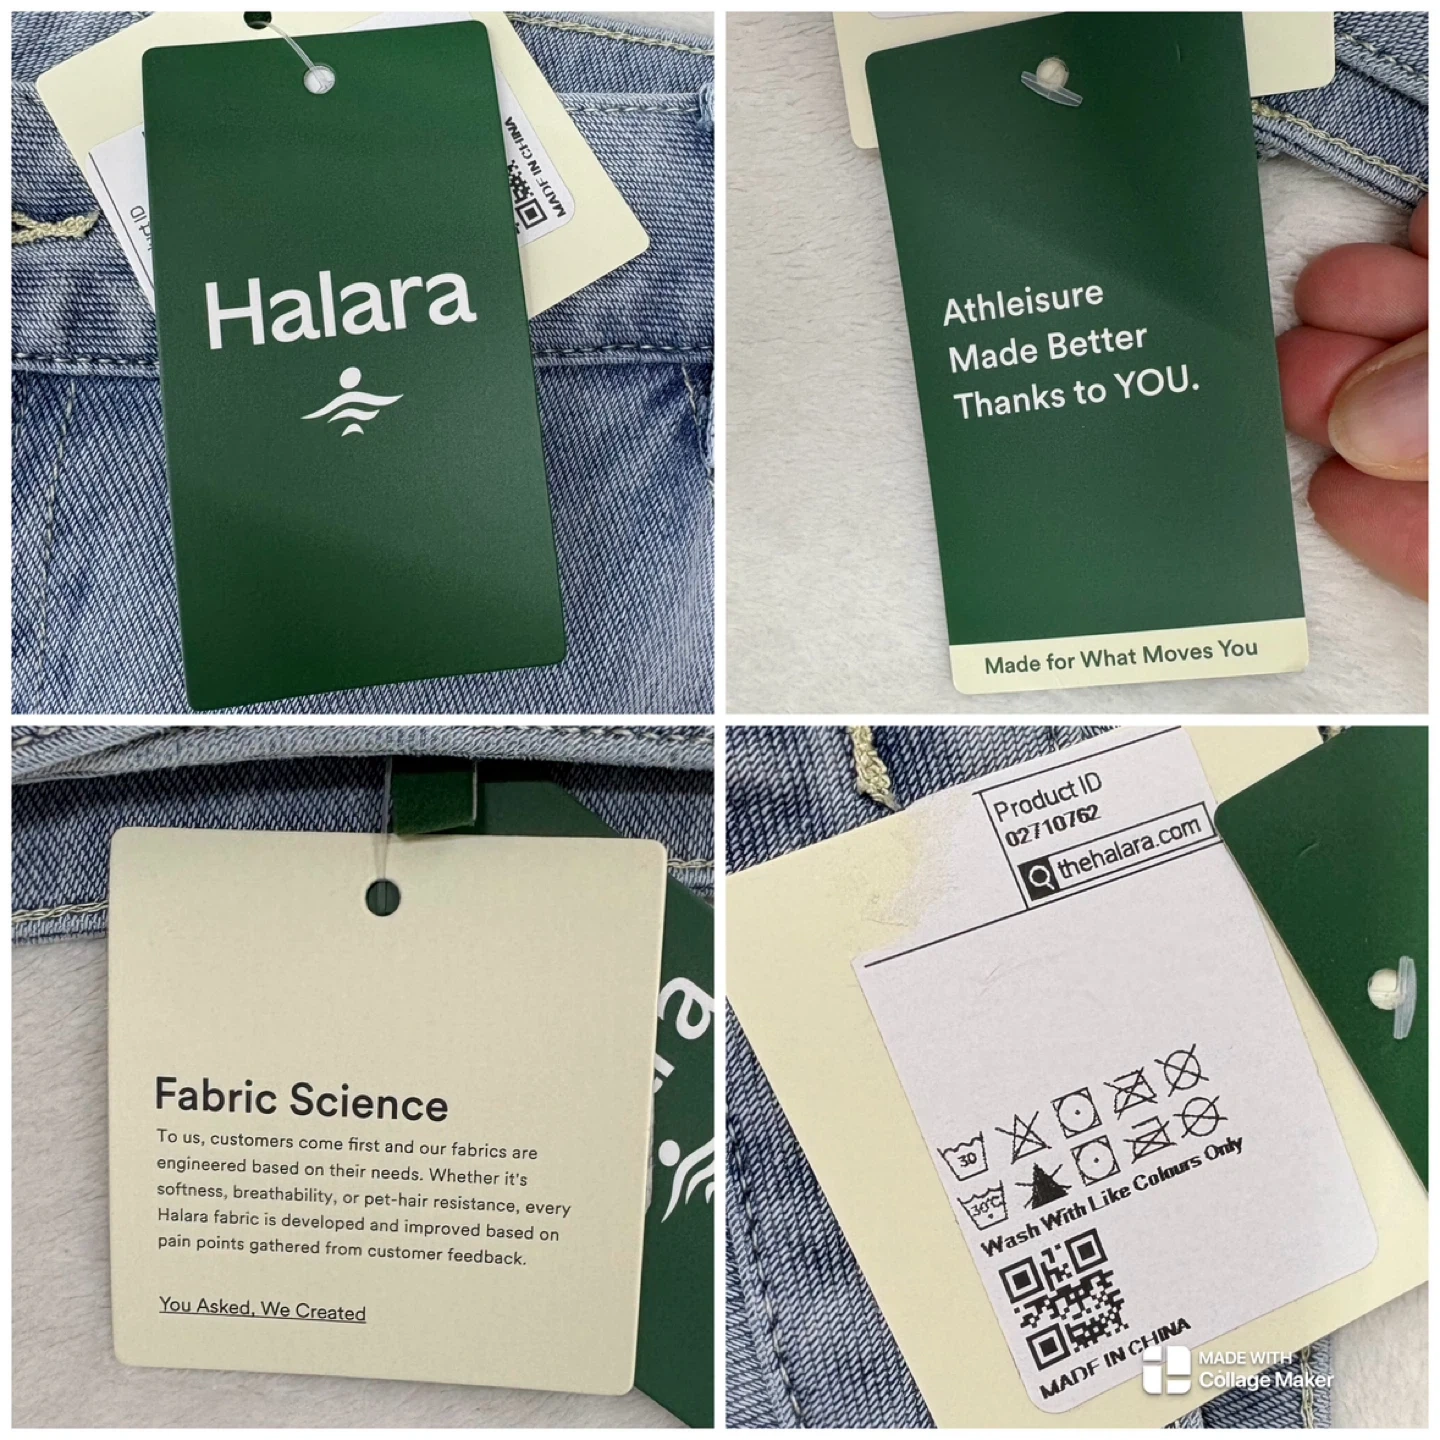 Halara
MADE IN CHINA
Athleisure
Made Better
Thanks to YOU.
Made for What Moves You
Fabric Science
To us, customers come first and our fabrics are
engineered based on their needs. Whether it's
softness, breathability, or pet-hair resistance, every
Halara fabric is developed and improved based on
pain points gathered from customer feedback.
You Asked, We Created
Product ID
02710762
thehalara.com
30
30°C
Wash With Like Colours Only
MADE IN CHINA
MADE WITH
Collage Maker